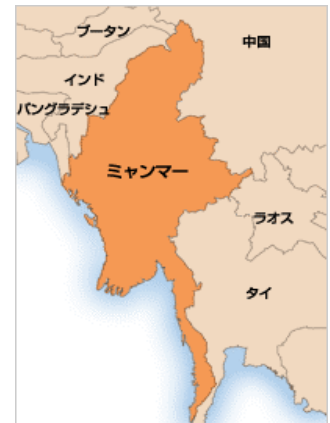 ブータン
中国
インド
バングラデシュ
ミャンマー
ラオス
タイ